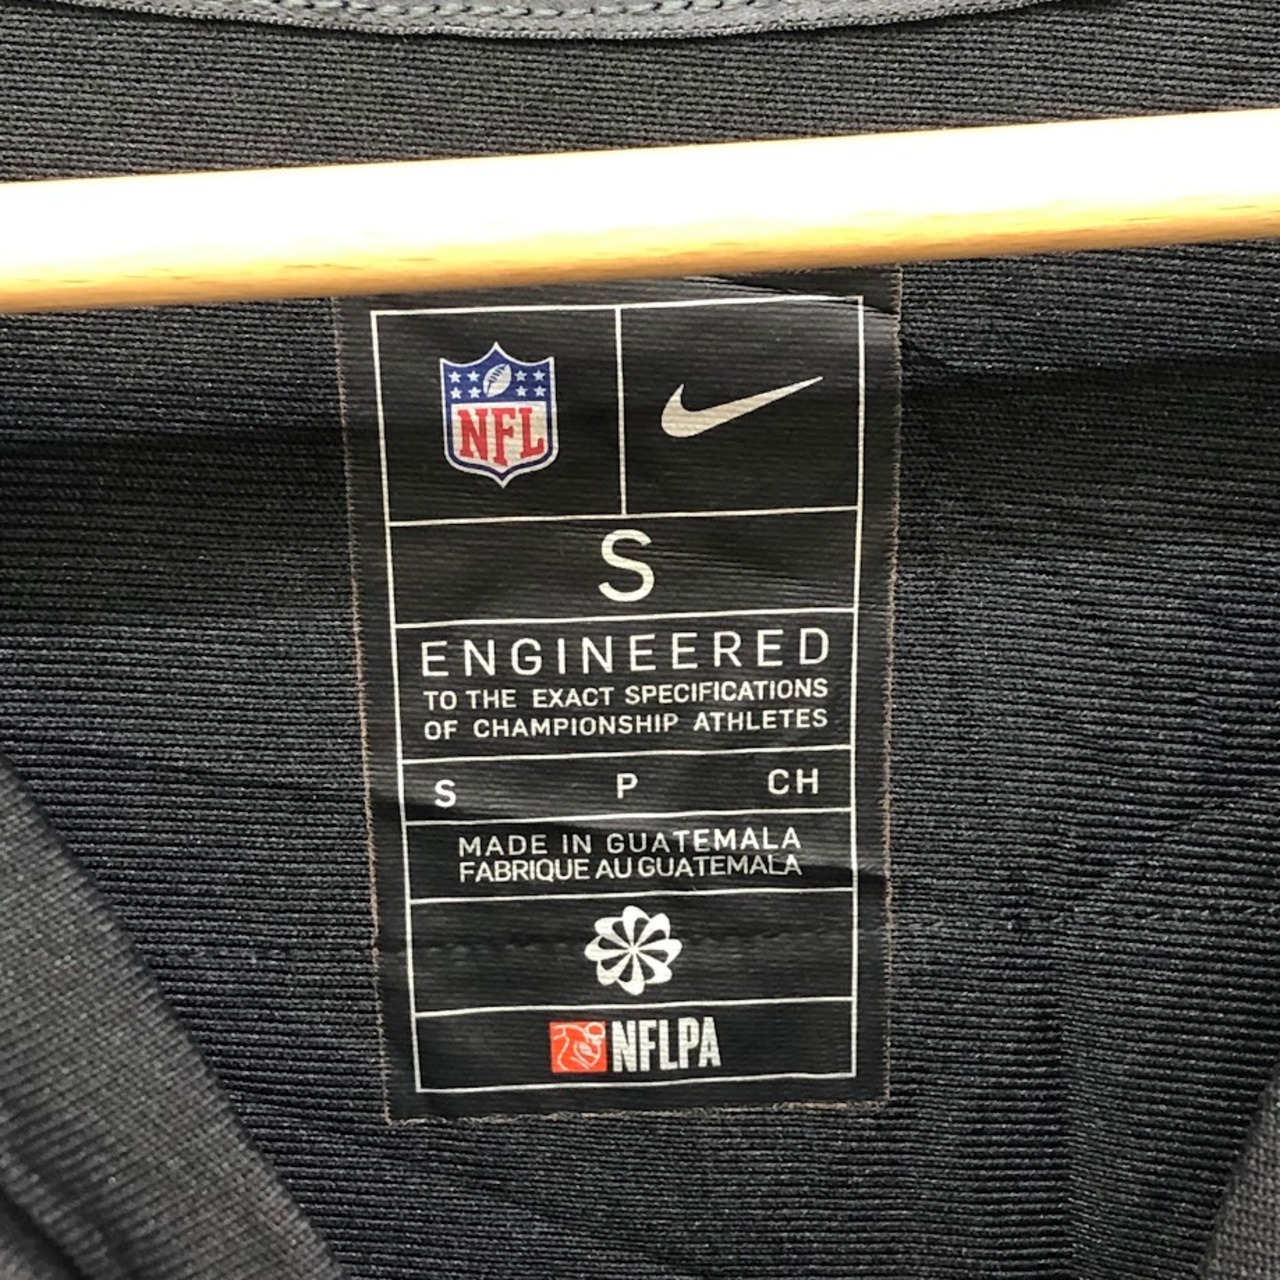 NFL
S
ENGINEERED
TO THE EXACT SPECIFICATIONS
OF CHAMPIONSHIP ATHLETES
S P CH
MADE IN GUATEMALA
FABRIQUE AU GUATEMALA
NFLPA